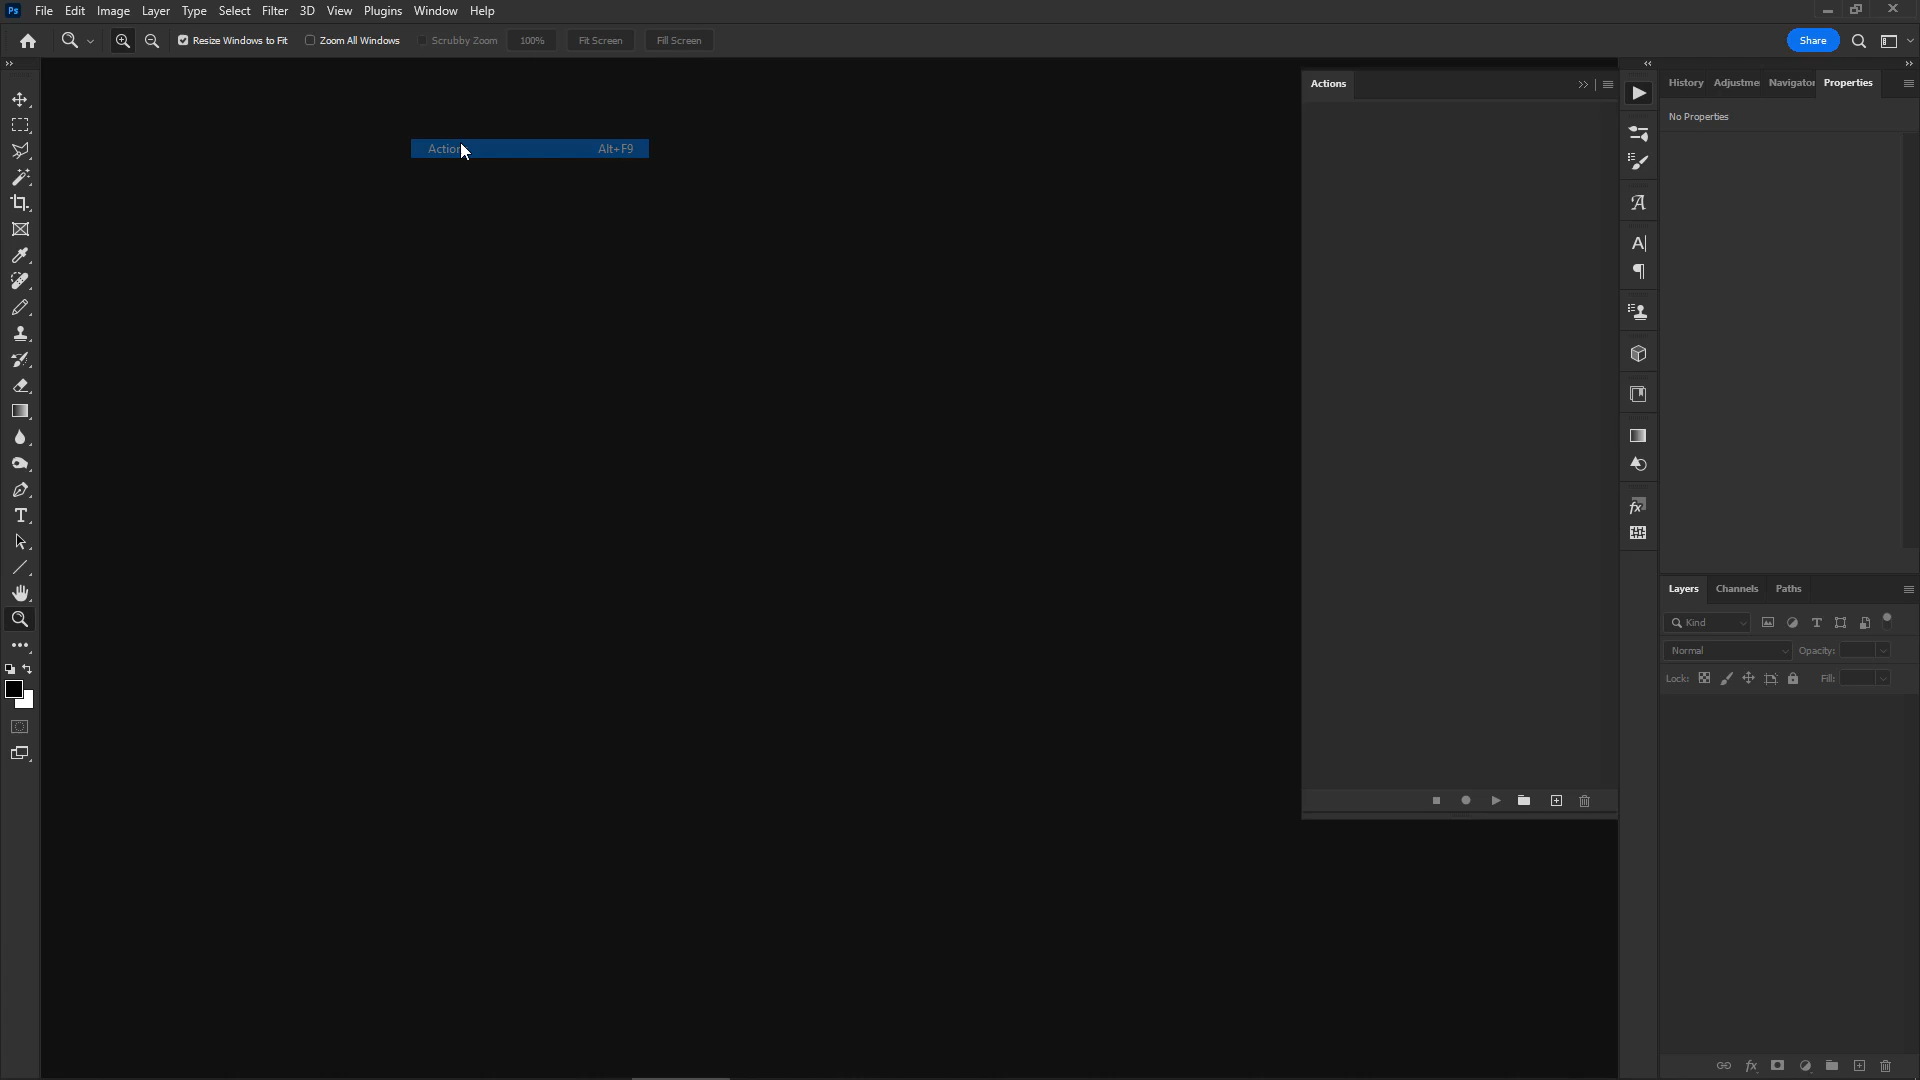 Ps File Edit Image Layer Type Select Filter 3D View Plugins Window Help
Resize Windows to Fit Zoom All Windows Scrubby Zoom 100% Fit Screen Fill Screen Share
Actions
History Adjustme Navigator Properties
No Properties
Alt+F9
Layers Channels Paths
Kind
Normal Opacity:
Lock: Fill: